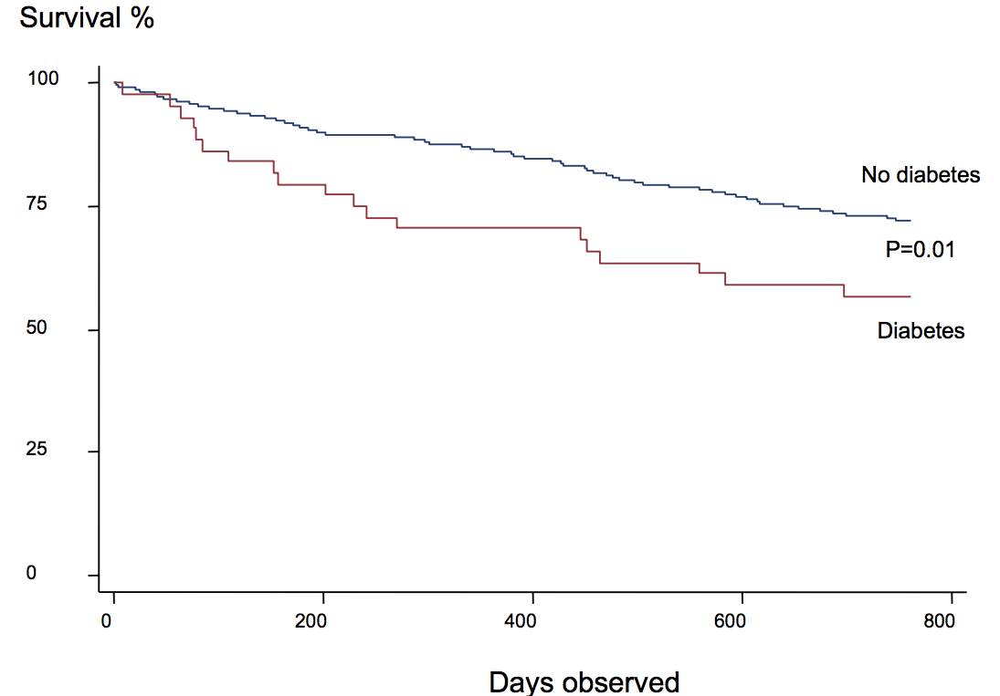 Survival %
100
75
50
25
0
No diabetes
P=0.01
Diabetes
0 200 400 600 800
Days observed